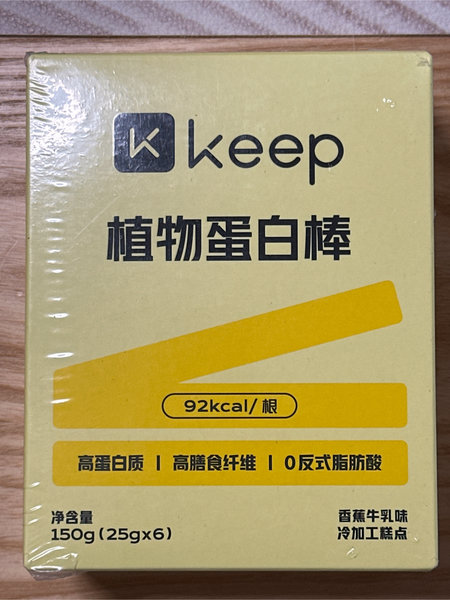 K keep
植物蛋白棒
92kcal/根
高蛋白质 | 高膳食纤维 | 0反式脂肪酸
净含量
150g(25gx6)
香蕉牛乳味
冷加工糕点